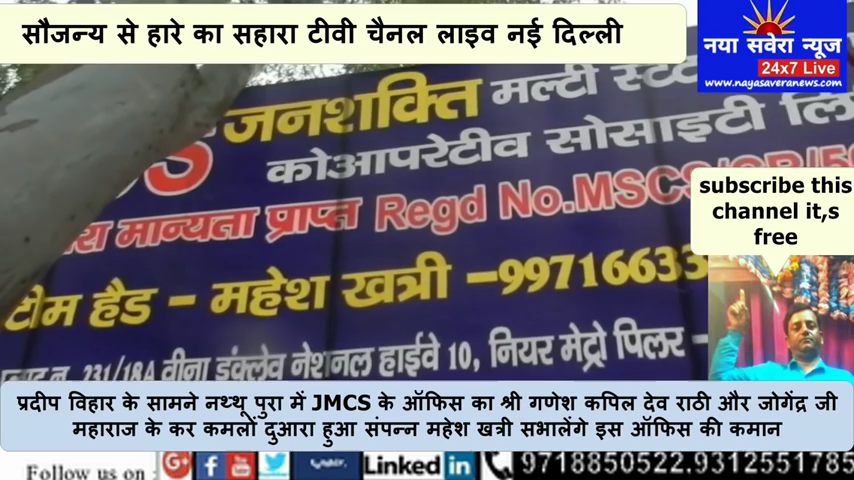 सौजन्य से हारे का सहारा टीवी चैनल लाइव नई दिल्ली
नया सवेरा न्यूज
24x7 Live
www.nayasaveranews.com
जनशक्ति मल्टी
कोआपरेटीव सोसाइटी
मान्यता प्राप्त Regd No.MSCS/CR/
टीम हैड - महेश खत्री -99716633
231/18A वीना इंक्लेव नेशनल हाईवे 10, नियर मेट्रो पिलर -
subscribe this
channel it,s
free
प्रदीप विहार के सामने नथ्थू पुरा में JMCS के ऑफिस का श्री गणेश कपिल देव राठी और जोगेंद्र जी
महाराज के कर कमलों दुआरा हुआ संपन्न महेश खत्री सभालेंगे इस ऑफिस की कमान
Follow us on :
Linked in
9718850522,9312551785